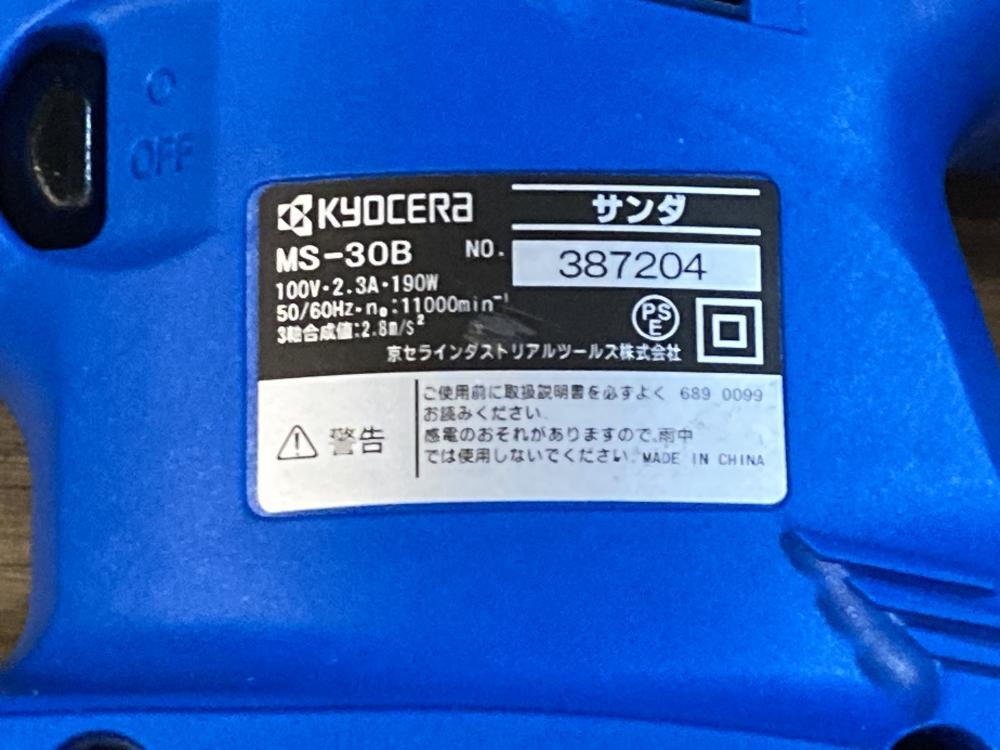 OFF
KYOCERA サンダ
MS-30B NO. 387204
100V・2.3A・190W
50/60Hz・n₀:11000min⁻¹
3軸合成値:2.8m/s²
PS
E
京セラインダストリアルツールズ株式会社
警告
ご使用前に取扱説明書を必ずよく 689 0099
お読みください.
感電のおそれがありますので、雨中
では使用しないでください. MADE IN CHINA